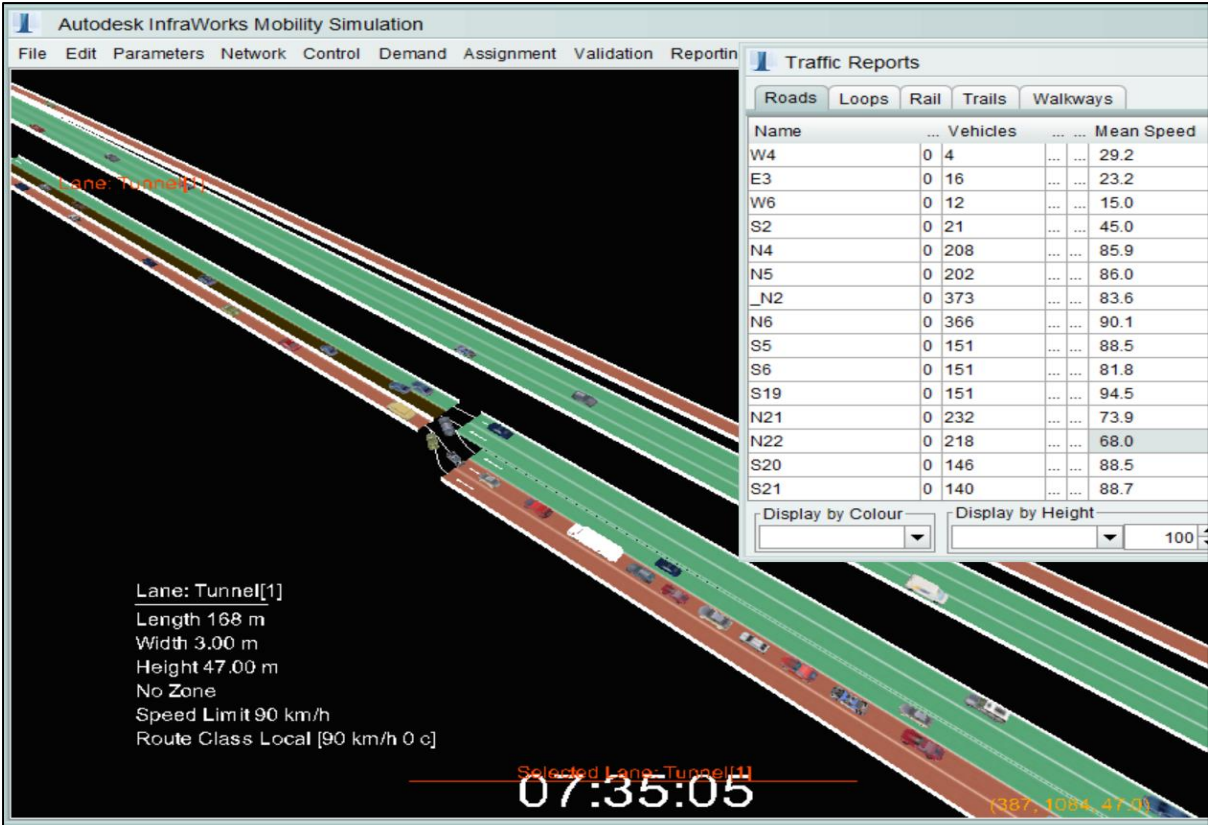 Autodesk InfraWorks Mobility Simulation
File Edit Parameters Network Control Demand Assignment Validation Reportin
Traffic Reports
Roads Loops Rail Trails Walkways
Name ... Vehicles ... ... Mean Speed
W4 0 4 ... ... 29.2
E3 0 16 ... ... 23.2
W6 0 12 ... ... 15.0
S2 0 21 ... ... 45.0
N4 0 208 ... ... 85.9
N5 0 202 ... ... 86.0
_N2 0 373 ... ... 83.6
N6 0 366 ... ... 90.1
S5 0 151 ... ... 88.5
S6 0 151 ... ... 81.8
S19 0 151 ... ... 94.5
N21 0 232 ... ... 73.9
N22 0 218 ... ... 68.0
S20 0 146 ... ... 88.5
S21 0 140 ... ... 88.7
Display by Colour Display by Height
100
Lane: Tunnel[1]
Lane: Tunnel[1]
Length 168 m
Width 3.00 m
Height 47.00 m
No Zone
Speed Limit 90 km/h
Route Class Local [90 km/h 0 c]
Selected Lane: Tunnel[1]
07:35:05
(387, 1084, 47.0)